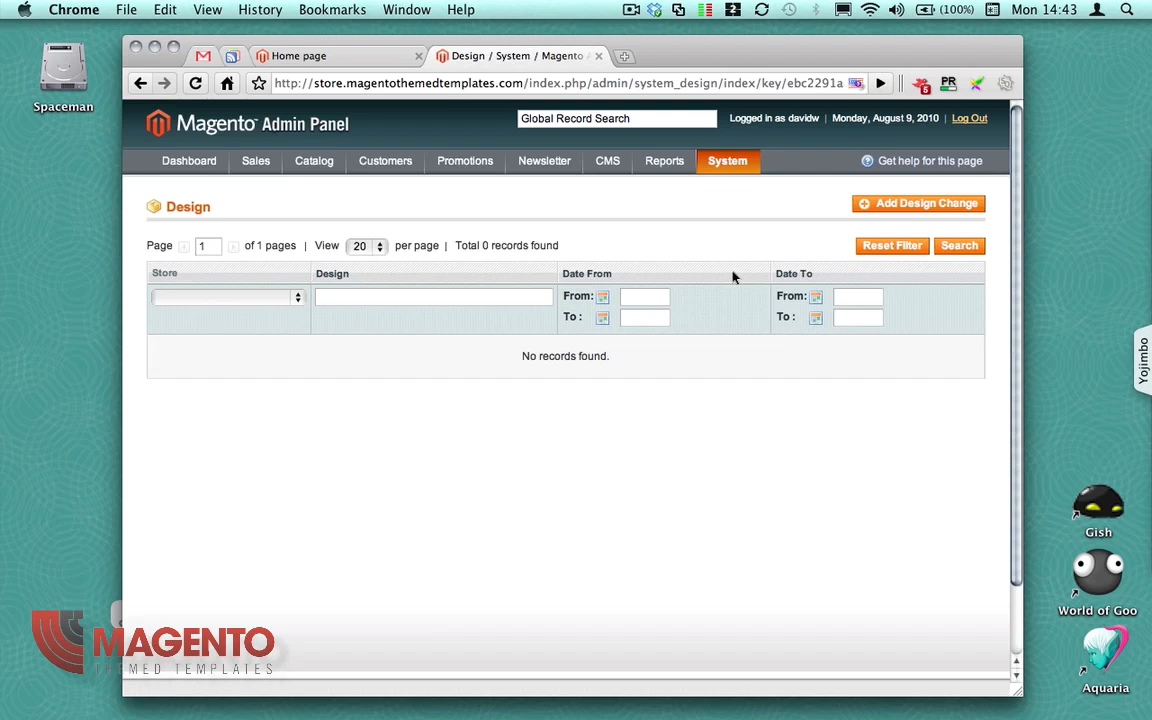 Chrome File Edit View History Bookmarks Window Help 2 (100%) Mon 14:43
Spaceman
Home page
Design / System / Magento A
http://store.magentothemedtemplates.com/index.php/admin/system_design/index/key/ebc2291a
5 PR
Magento™ Admin Panel
Global Record Search
Logged in as davidw | Monday, August 9, 2010 | Log Out
Dashboard Sales Catalog Customers Promotions Newsletter CMS Reports System
Get help for this page
Design
Add Design Change
Page 1 of 1 pages | View 20 per page | Total 0 records found
Reset Filter Search
Store Design Date From Date To
From: From:
To : To :
No records found.
Yojimbo
Gish
World of Goo
Aquaria
MAGENTO
THEMED TEMPLATES